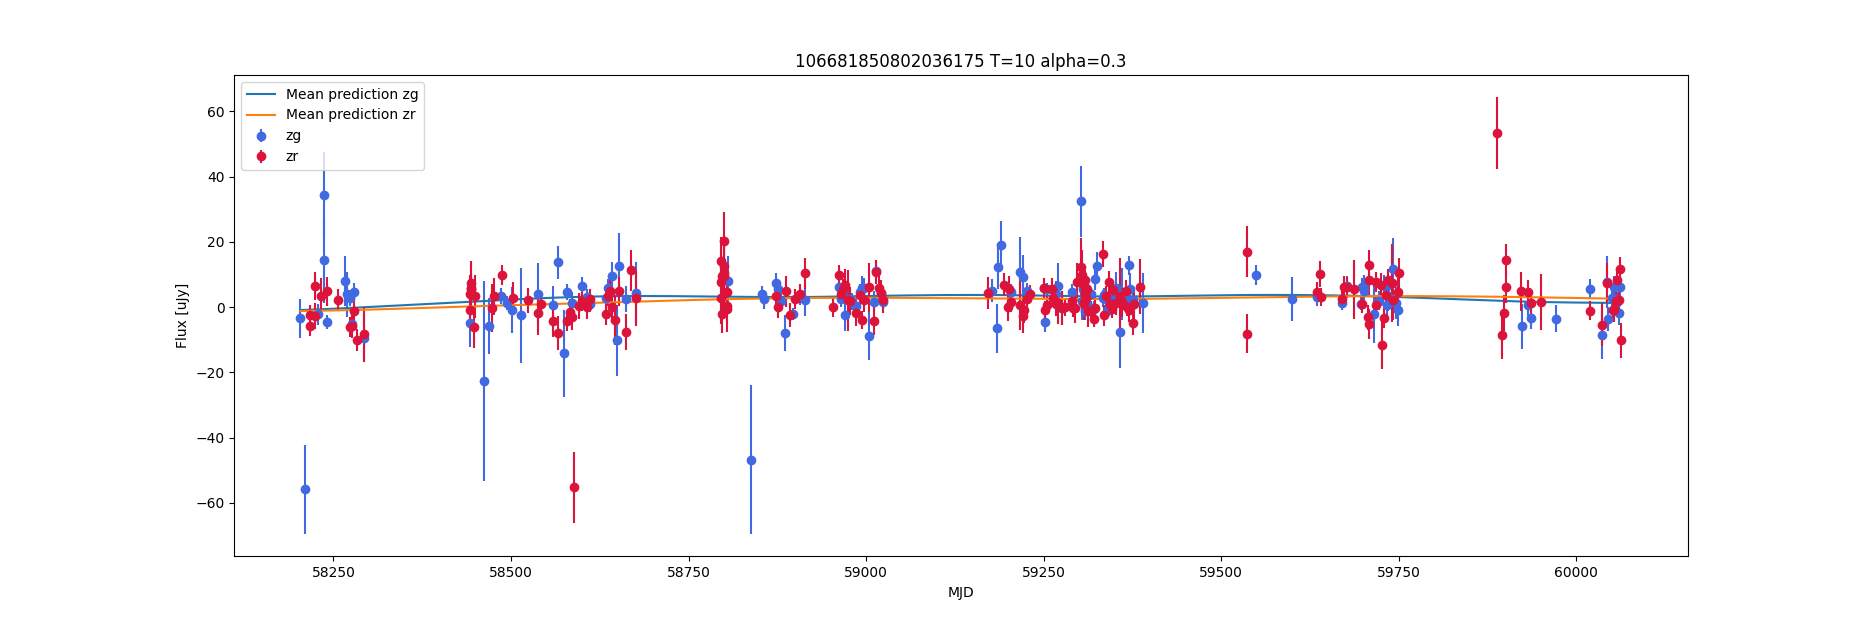 106681850802036175 T=10 alpha=0.3
Mean prediction zg
Mean prediction zr
zg
zr
60
40
20
0
−20
−40
−60
Flux [uJy]
58250 58500 58750 59000 59250 59500 59750 60000
MJD